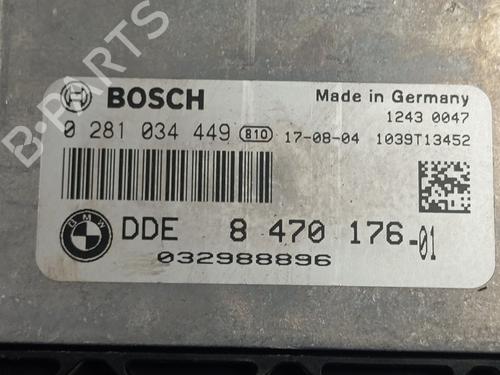 B-PARTS
BOSCH Made in Germany
1243 0047
0 281 034 449 810 17-08-04 1039T13452
BMW DDE 8 470 176-01
032988896